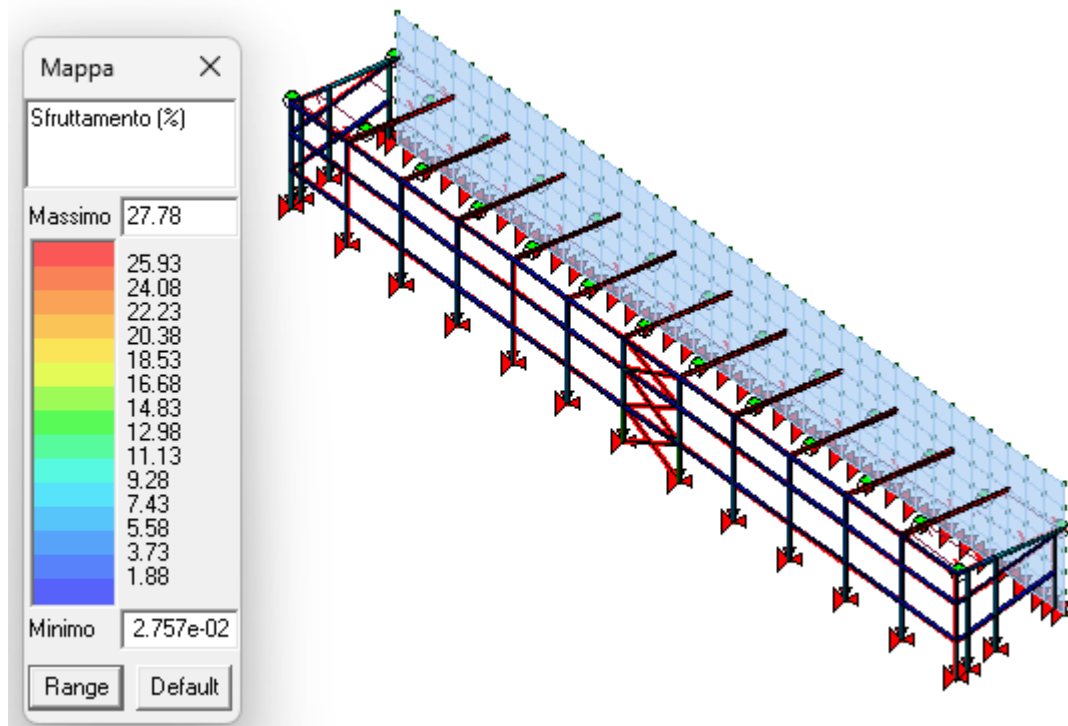 Mappa
Sfruttamento (%)
Massimo 27.78
25.93
24.08
22.23
20.38
18.53
16.68
14.83
12.98
11.13
9.28
7.43
5.58
3.73
1.88
Minimo 2.757e-02
Range Default